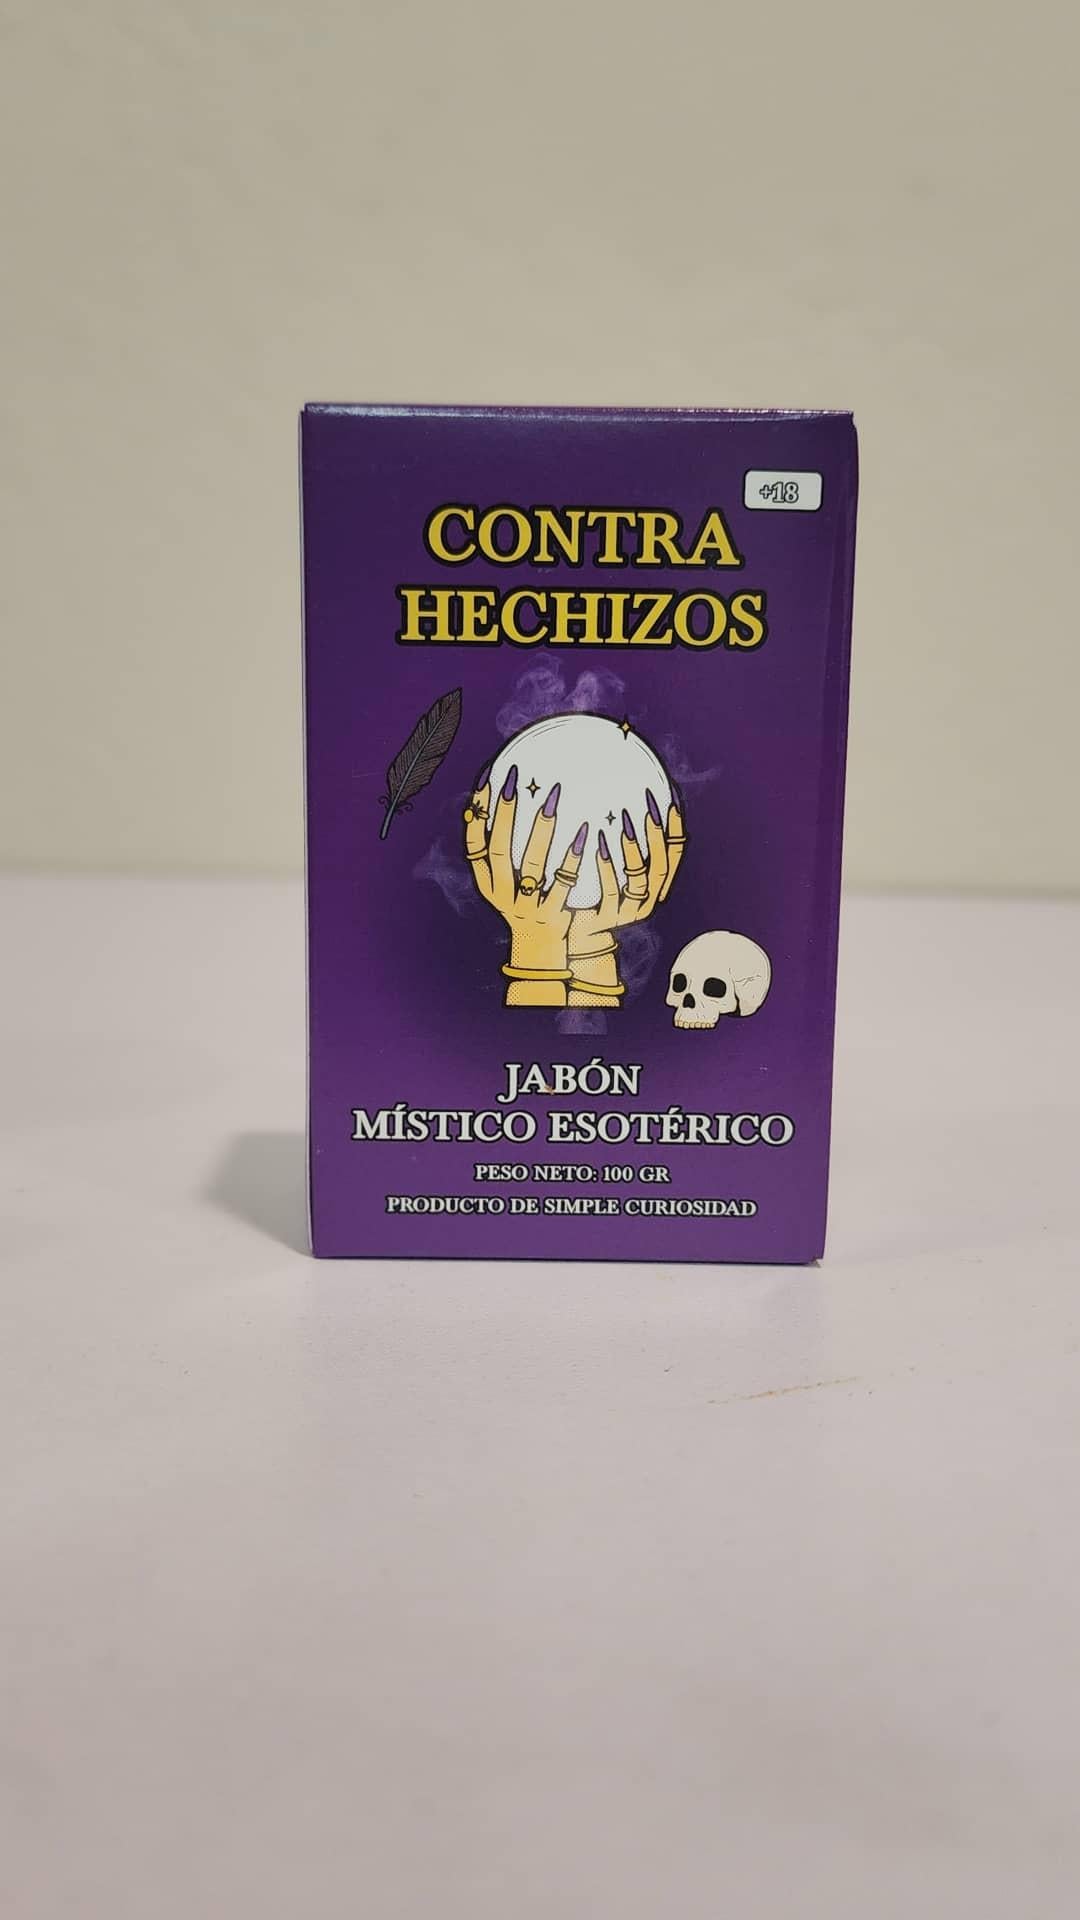 +18
CONTRA
HECHIZOS
JABÓN
MÍSTICO ESOTÉRICO
PESO NETO: 100 GR
PRODUCTO DE SIMPLE CURIOSIDAD